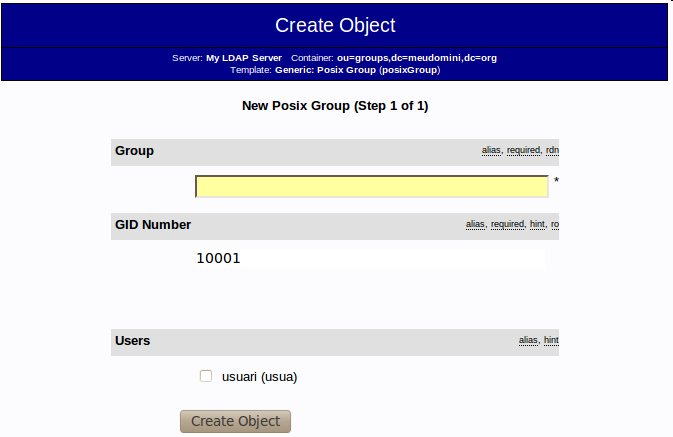 Create Object
Server: My LDAP Server Container: ou=groups,dc=meudomini,dc=org
Template: Generic: Posix Group (posixGroup)
New Posix Group (Step 1 of 1)
Group alias, required, rdn
*
GID Number alias, required, hint, ro
10001
Users alias, hint
usuari (usua)
Create Object